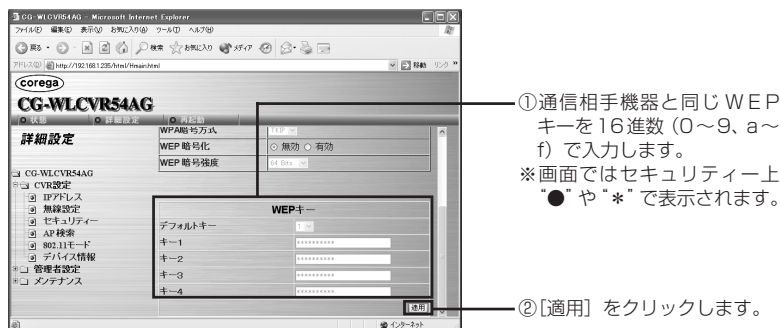 CG-WLCVR54AG - Microsoft Internet Explorer
ファイル(F) 編集(E) 表示(V) お気に入り(A) ツール(T) ヘルプ(H)
戻る 検索 お気に入り メディア
アドレス(D) http://192.168.1.235/html/Hmain.html 移動 リンク
corega
CG-WLCVR54AG
状態 詳細設定 再起動
詳細設定
CG-WLCVR54AG
CVR設定
IPアドレス
無線設定
セキュリティー
AP検索
802.11モード
デバイス情報
管理者設定
メンテナンス
WPA暗号方式 TKIP
WEP 暗号化 無効 有効
WEP 暗号強度 64 Bits
WEPキー
デフォルトキー 1
キー1 **********
キー2 **********
キー3 **********
キー4 **********
適用
インターネット
①通信相手機器と同じWEP
キーを16進数（0～9、a～
f）で入力します。
※画面ではセキュリティー上
“●”や“*”で表示されます。
②[適用]をクリックします。